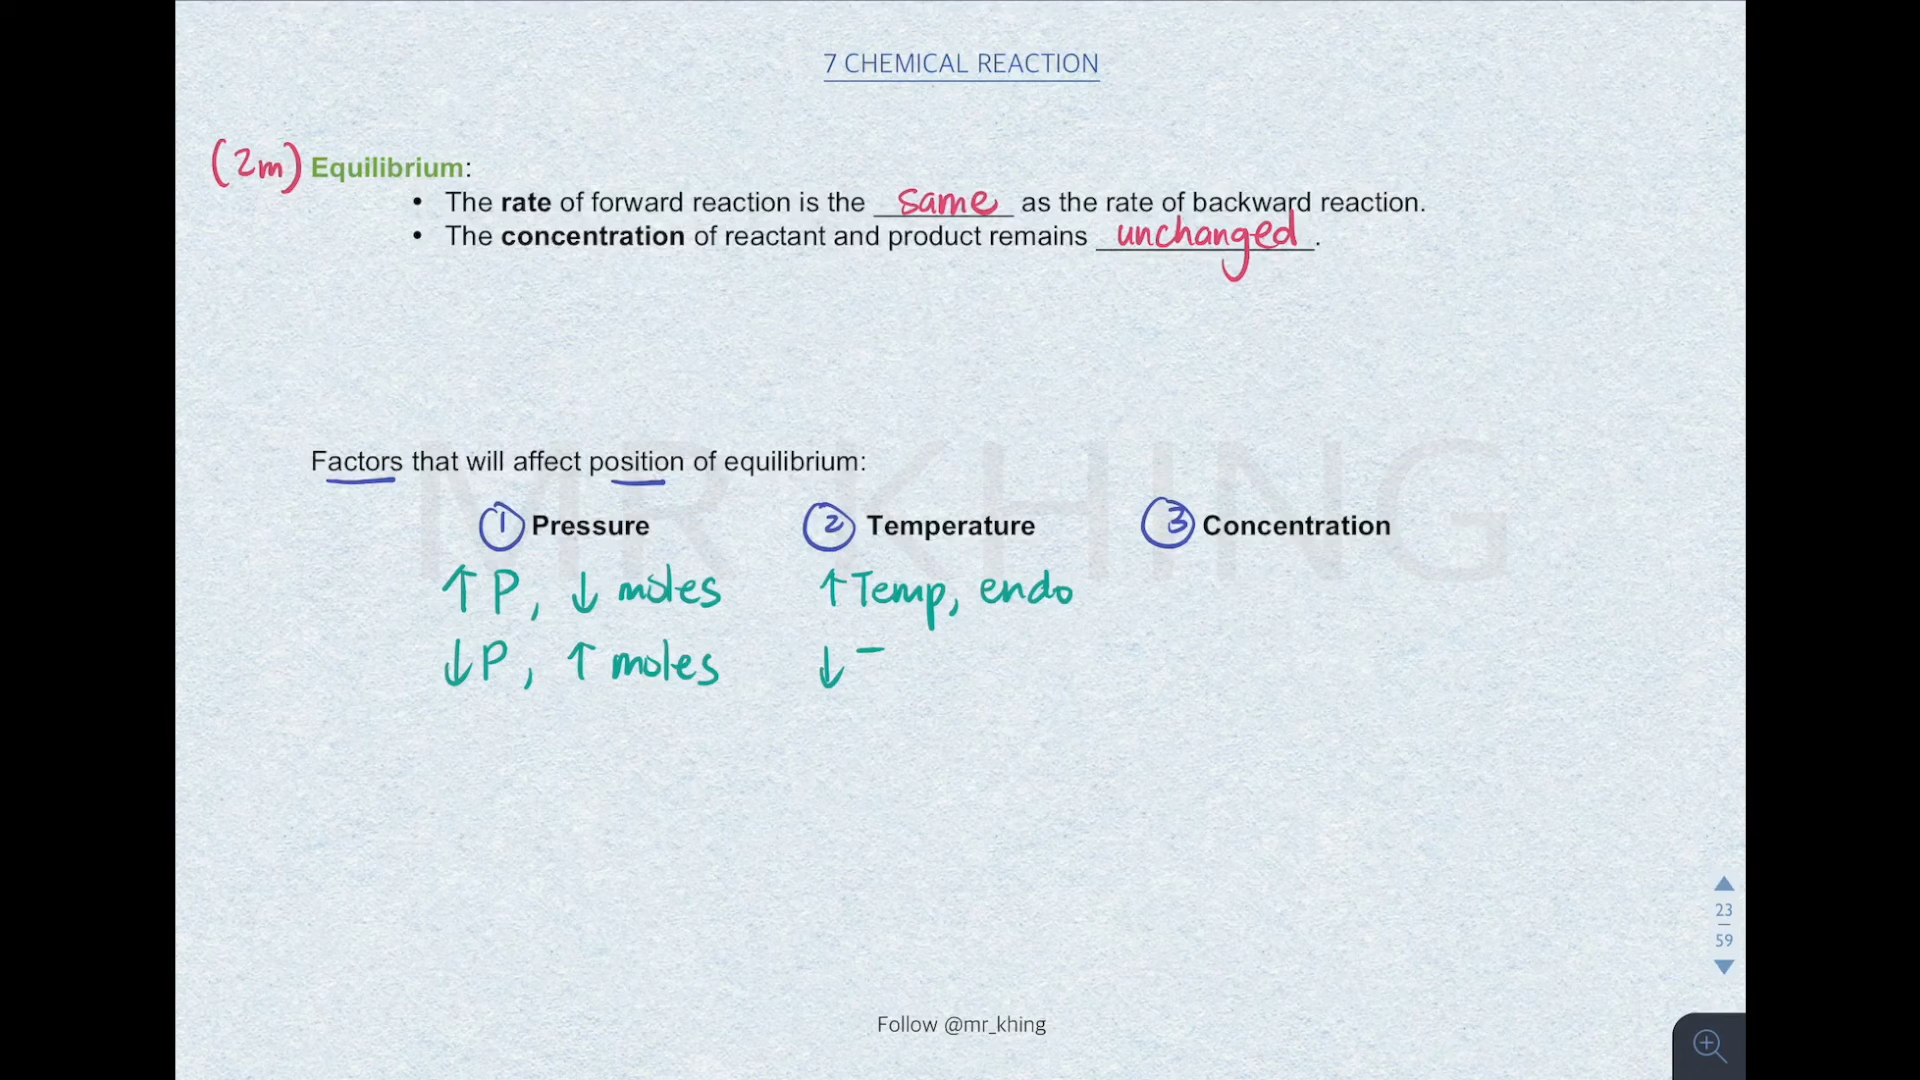 7 CHEMICAL REACTION
(2m) Equilibrium:
• The rate of forward reaction is the same as the rate of backward reaction.
• The concentration of reactant and product remains unchanged.
MR KHING
Factors that will affect position of equilibrium:
① Pressure ② Temperature ③ Concentration
↑ P, ↓ moles ↑ Temp, endo
↓ P, ↑ moles ↓ -
23
59
Follow @mr_khing